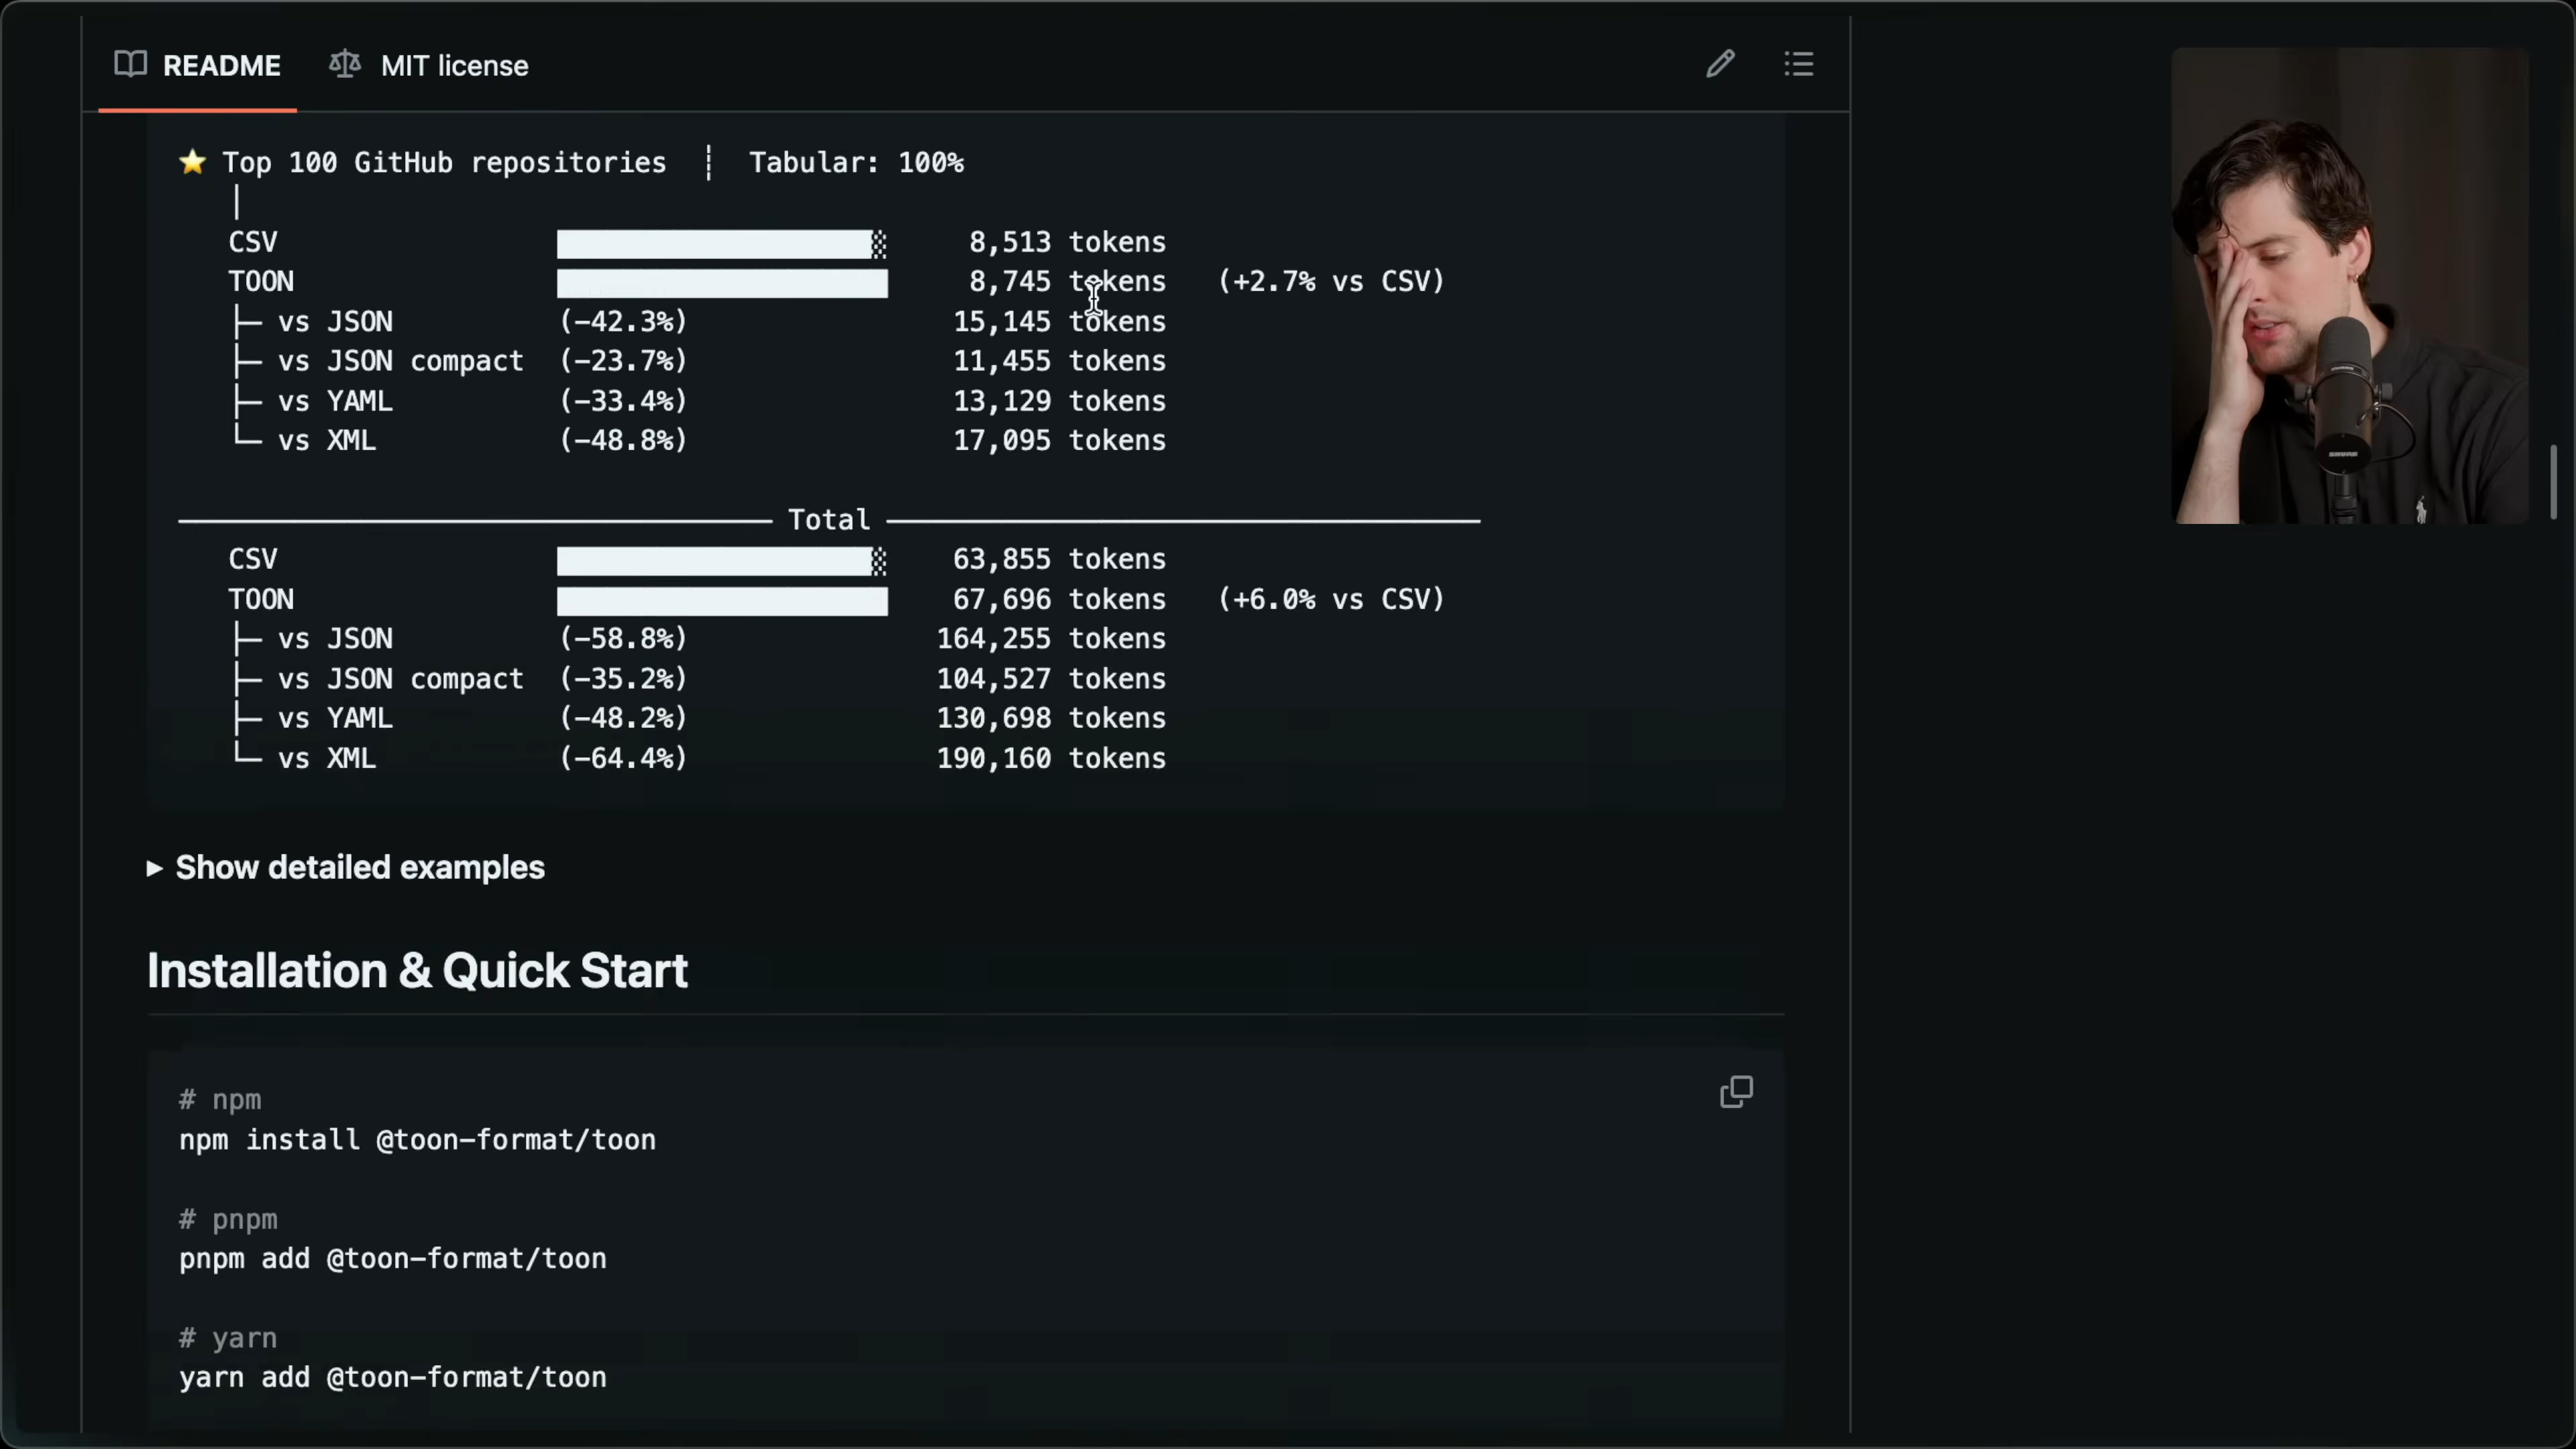 README MIT license
⭐ Top 100 GitHub repositories ┊ Tabular: 100%
│
CSV ███████████████████░ 8,513 tokens
TOON ████████████████████ 8,745 tokens (+2.7% vs CSV)
├─ vs JSON (−42.3%) 15,145 tokens
├─ vs JSON compact (−23.7%) 11,455 tokens
├─ vs YAML (−33.4%) 13,129 tokens
└─ vs XML (−48.8%) 17,095 tokens
──────────────────────────────────── Total ────────────────────────────────────
CSV ███████████████████░ 63,855 tokens
TOON ████████████████████ 67,696 tokens (+6.0% vs CSV)
├─ vs JSON (−58.8%) 164,255 tokens
├─ vs JSON compact (−35.2%) 104,527 tokens
├─ vs YAML (−48.2%) 130,698 tokens
└─ vs XML (−64.4%) 190,160 tokens
Show detailed examples
Installation & Quick Start
# npm
npm install @toon-format/toon
# pnpm
pnpm add @toon-format/toon
# yarn
yarn add @toon-format/toon
SHURE